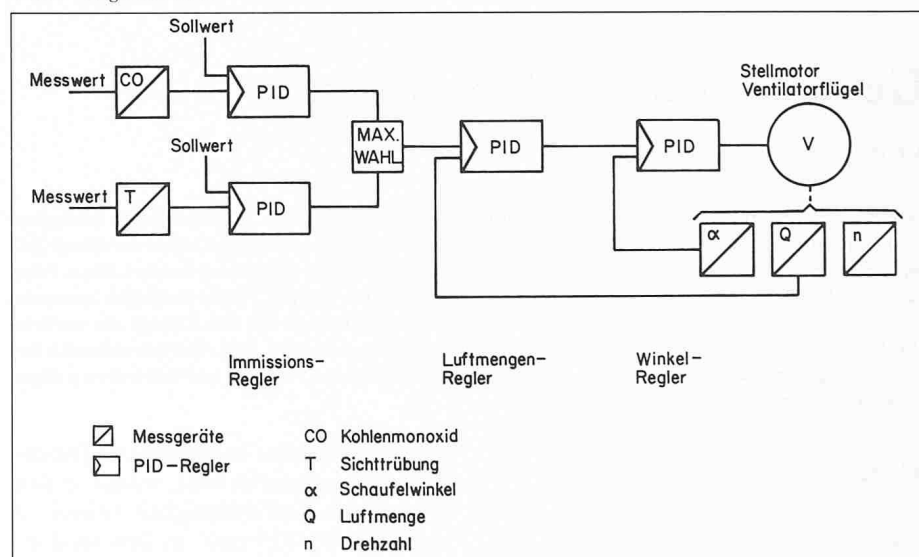 Sollwert
Messwert
CO
PID
Stellmotor
Ventilatorflügel
MAX.
WAHL
PID
PID
V
Sollwert
Messwert
T
PID
α
Q
n
Immissions-
Regler
Luftmengen-
Regler
Winkel-
Regler
Messgeräte
PID-Regler
CO Kohlenmonoxid
T Sichttrübung
α Schaufelwinkel
Q Luftmenge
n Drehzahl